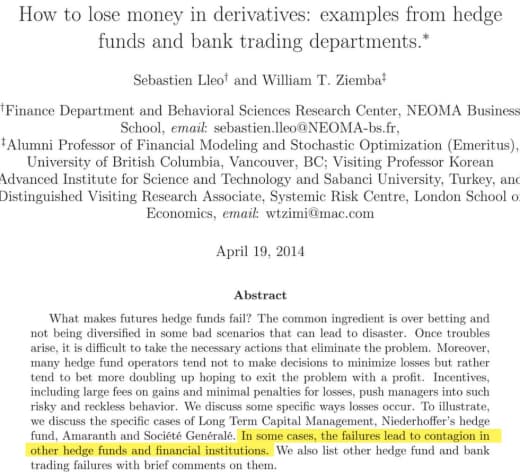 How to lose money in derivatives: examples from hedge
funds and bank trading departments.*
Sebastien Lleo† and William T. Ziemba‡
†Finance Department and Behavioral Sciences Research Center, NEOMA Business
School, email: sebastien.lleo@NEOMA-bs.fr,
‡Alumni Professor of Financial Modeling and Stochastic Optimization (Emeritus),
University of British Columbia, Vancouver, BC; Visiting Professor Korean
Advanced Institute for Science and Technology and Sabanci University, Turkey, and
Distinguished Visiting Research Associate, Systemic Risk Centre, London School of
Economics, email: wtzimi@mac.com
April 19, 2014
Abstract
What makes futures hedge funds fail? The common ingredient is over betting and
not being diversified in some bad scenarios that can lead to disaster. Once troubles
arise, it is difficult to take the necessary actions that eliminate the problem. Moreover,
many hedge fund operators tend not to make decisions to minimize losses but rather
tend to bet more doubling up hoping to exit the problem with a profit. Incentives,
including large fees on gains and minimal penalties for losses, push managers into such
risky and reckless behavior. We discuss some specific ways losses occur. To illustrate,
we discuss the specific cases of Long Term Capital Management, Niederhoffer's hedge
fund, Amaranth and Société Genéralé. In some cases, the failures lead to contagion in
other hedge funds and financial institutions. We also list other hedge fund and bank
trading failures with brief comments on them.